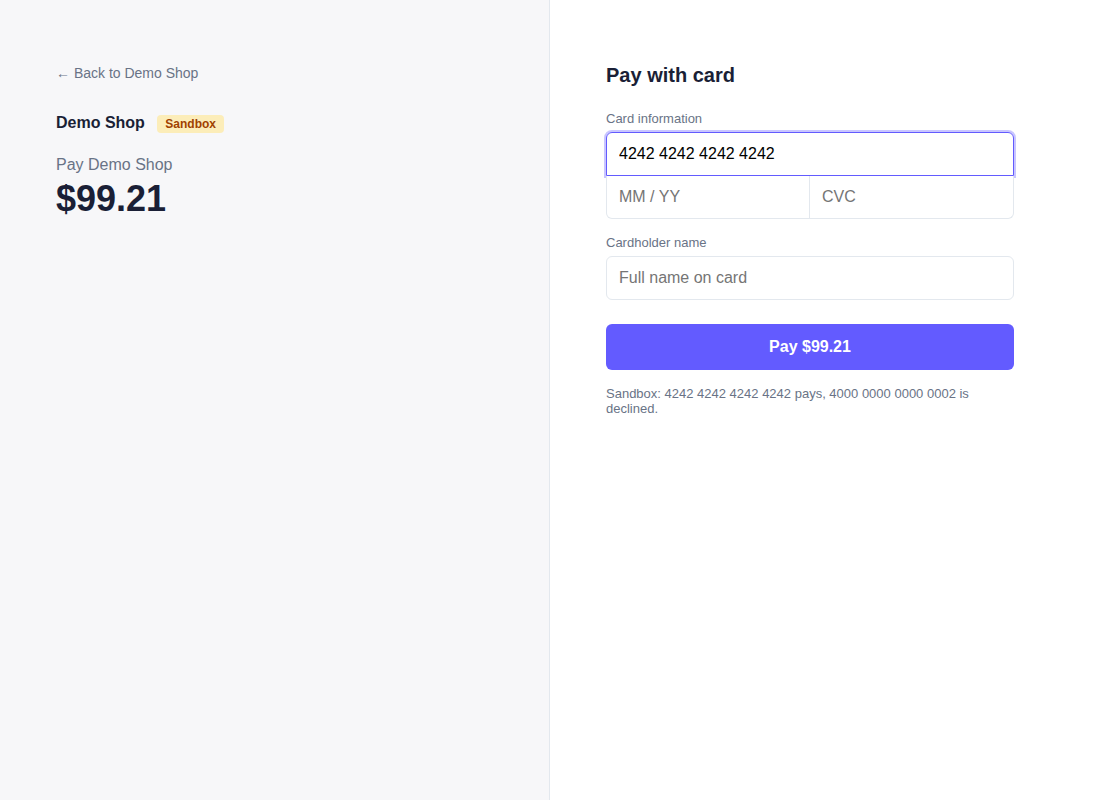 ← Back to Demo Shop
Demo Shop Sandbox
Pay Demo Shop
$99.21
Pay with card
Card information
4242 4242 4242 4242
MM / YY CVC
Cardholder name
Full name on card
Pay $99.21
Sandbox: 4242 4242 4242 4242 pays, 4000 0000 0000 0002 is
declined.